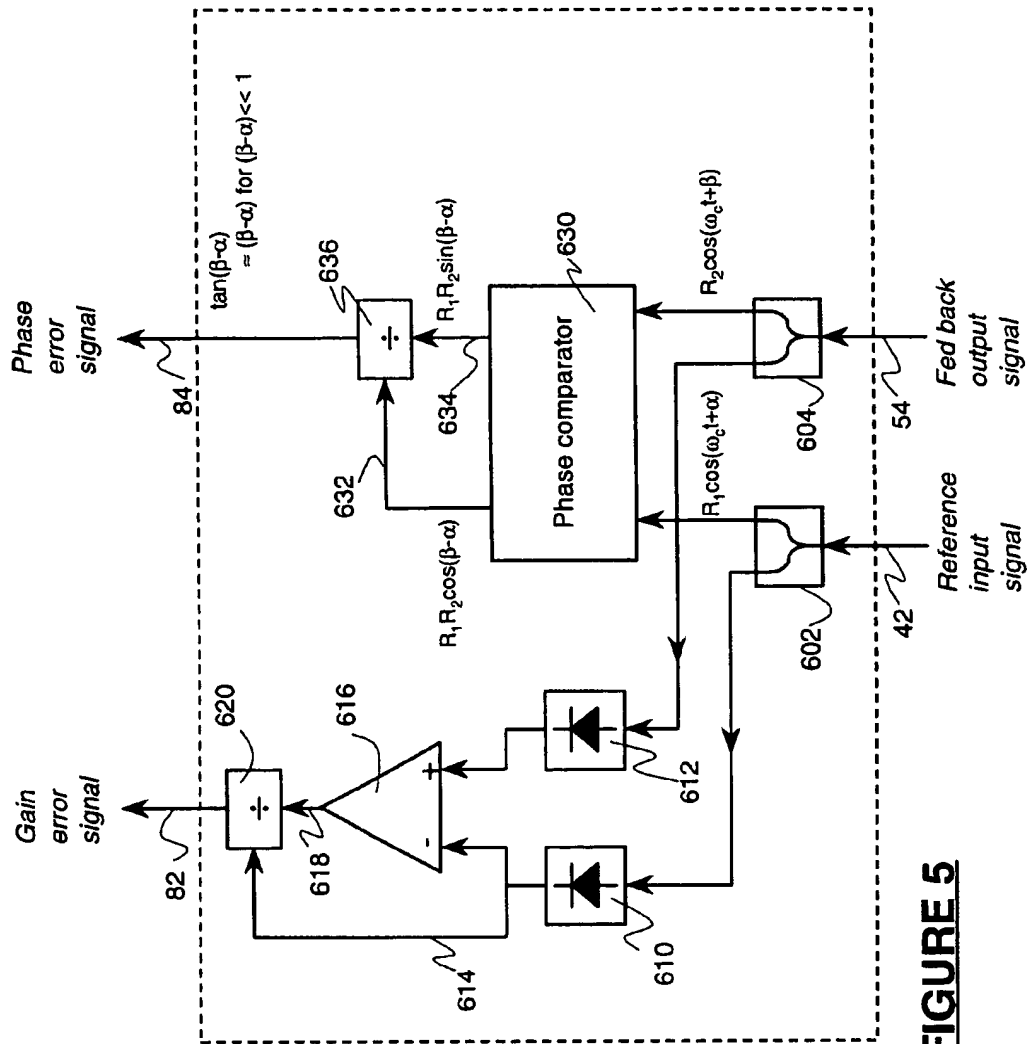 Gain
error
signal
Phase
error
signal
82
84
tan(β-α)
≈ (β-α) for (β-α)<< 1
620
÷
636
÷
616
618
- +
614
632
634
R₁R₂cos(β-α)
R₁R₂sin(β-α)
Phase comparator
630
610
612
R₁cos(ω꜀t+α)
R₂cos(ω꜀t+β)
602
604
42
54
Reference
input
signal
Fed back
output
signal
FIGURE 5